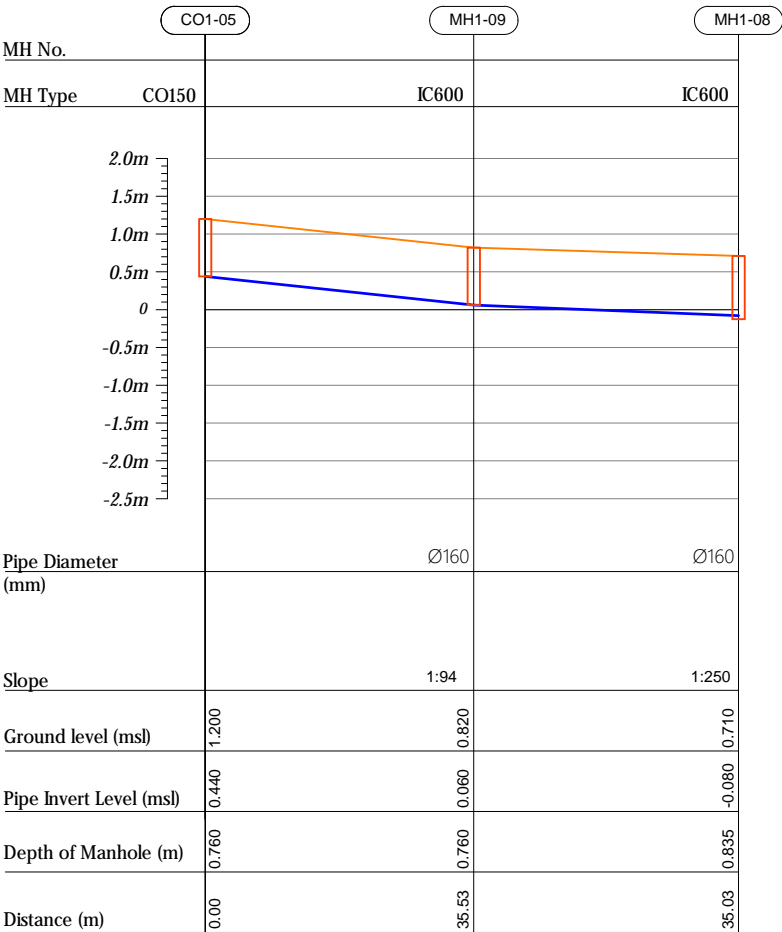 CO1-05 MH1-09 MH1-08
MH No.
MH Type CO150 IC600 IC600
2.0m
1.5m
1.0m
0.5m
0
-0.5m
-1.0m
-1.5m
-2.0m
-2.5m
Pipe Diameter Ø160 Ø160
(mm)
Slope 1:94 1:250
Ground level (msl) 1.200 0.820 0.710
Pipe Invert Level (msl) 0.440 0.060 -0.080
Depth of Manhole (m) 0.760 0.760 0.835
Distance (m) 0.00 35.53 35.03